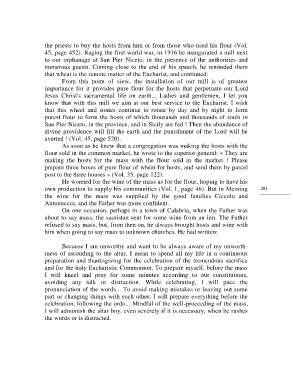 the priests to buy the hosts from him or from those who used his flour (Vol.
45, page 452). Raging the first world war, in 1936 he inaugurated a mill next
to our orphanage at San Pier Niceto, in the presence of the authorities and
numerous guests. Coming close to the end of his speech, he reminded them
that wheat is the remote matter of the Eucharist, and continued:
From this point of view, the installation of our mill is of greatest
importance for it provides pure flour for the hosts that perpetuate our Lord
Jesus Christ's sacramental life on earth... Ladies and gentlemen, I let you
know that with this mill we aim at our best service to the Eucharist. I wish
that this wheel and stones continue to rotate by day and night to form
parcel flour to form the hosts of which thousands and thousands of souls in
San Pier Niceto, in the province, and in Sicily are fed ! Then the abundance of
divine providence will fill the earth and the punishment of the Lord will be
averted ! (Vol. 45, page 520).
As soon as he knew that a congregation was making the hosts with the
flour sold in the common market, he wrote to the superior general: « They are
making the hosts for the mass with the flour sold in the market ! Please
prepare three boxes of pure flour of wheat for hosts, and send them by parcel
post to the three houses » (Vol. 35, page 122).
He worried for the wine of the mass as for the flour, hoping to have his
own production to supply his communities (Vol. 1, page 46). But in Messina
the wine for the mass was supplied by the good families Ciccolo and
Antonuccio, and the Father was more confident.
On one occasion, perhaps in a town of Calabria, when the Father was
about to say mass, the sacristan sent for some wine from an inn. The Father
refused to say mass; but, from then on, he always brought hosts and wine with
him when going to say mass to unknown churches. He had written:
Because I am unworthy and want to be always aware of my unworth-
iness of ascending to the altar, I mean to spend all my life in a continuous
preparation and thanksgiving for the celebration of the tremendous sacrifice
and for the holy Eucharistic Communion. To prepare myself, before the mass
I will kneel and pray for some minutes according to our constitutions,
avoiding any talk or distraction. While celebrating, I will pace the
pronunciation of the words... To avoid making mistakes or leaving out some
part or changing things with each other, I will prepare everything before the
celebration, following the ordo... Mindful of the well-proceeding of the mass,
I will admonish the altar boy, even severely if it is necessary, when he rushes
the words or is distracted.
201